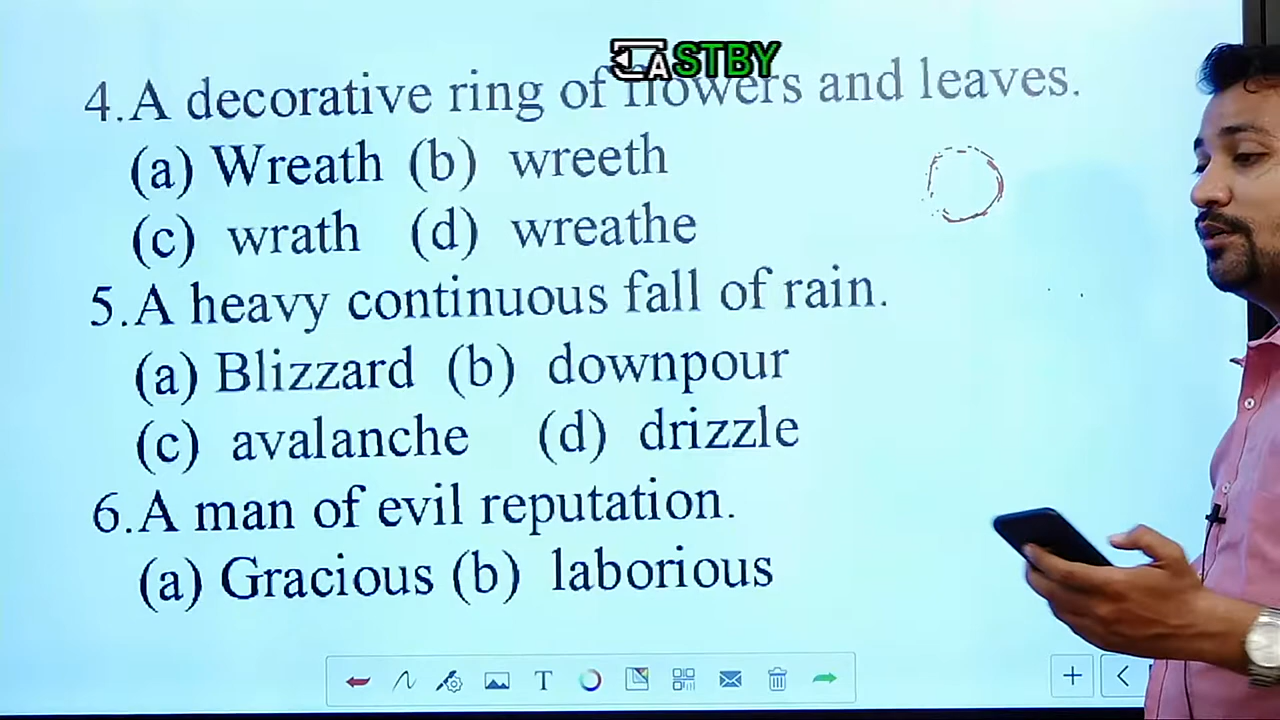 STBY
4.A decorative ring of flowers and leaves.
(a) Wreath (b) wreeth
(c) wrath (d) wreathe
5.A heavy continuous fall of rain.
(a) Blizzard (b) downpour
(c) avalanche (d) drizzle
6.A man of evil reputation.
(a) Gracious (b) laborious